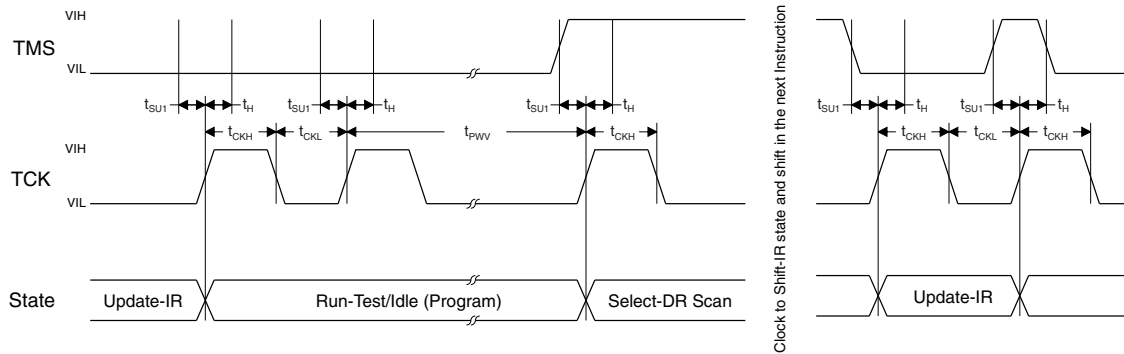 VIH
TMS
VIL
tSU1 tH tSU1 tH tSU1 tH tSU1 tH tSU1 tH
tCKH tCKL tPWV tCKH tCKH tCKL tCKH
VIH
TCK
VIL
State
Update-IR
Run-Test/Idle (Program)
Select-DR Scan
Clock to Shift-IR state and shift in the next Instruction
Update-IR